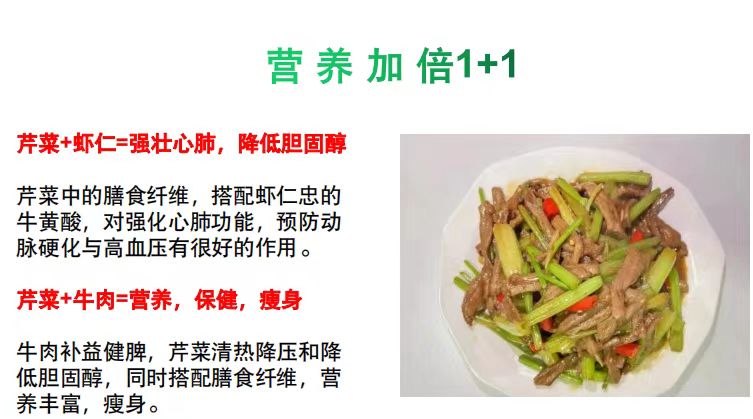 营养加倍1+1
芹菜+虾仁=强壮心肺，降低胆固醇
芹菜中的膳食纤维，搭配虾仁忠的
牛黄酸，对强化心肺功能，预防动
脉硬化与高血压有很好的作用。
芹菜+牛肉=营养，保健，瘦身
牛肉补益健脾，芹菜清热降压和降
低胆固醇，同时搭配膳食纤维，营
养丰富，瘦身。